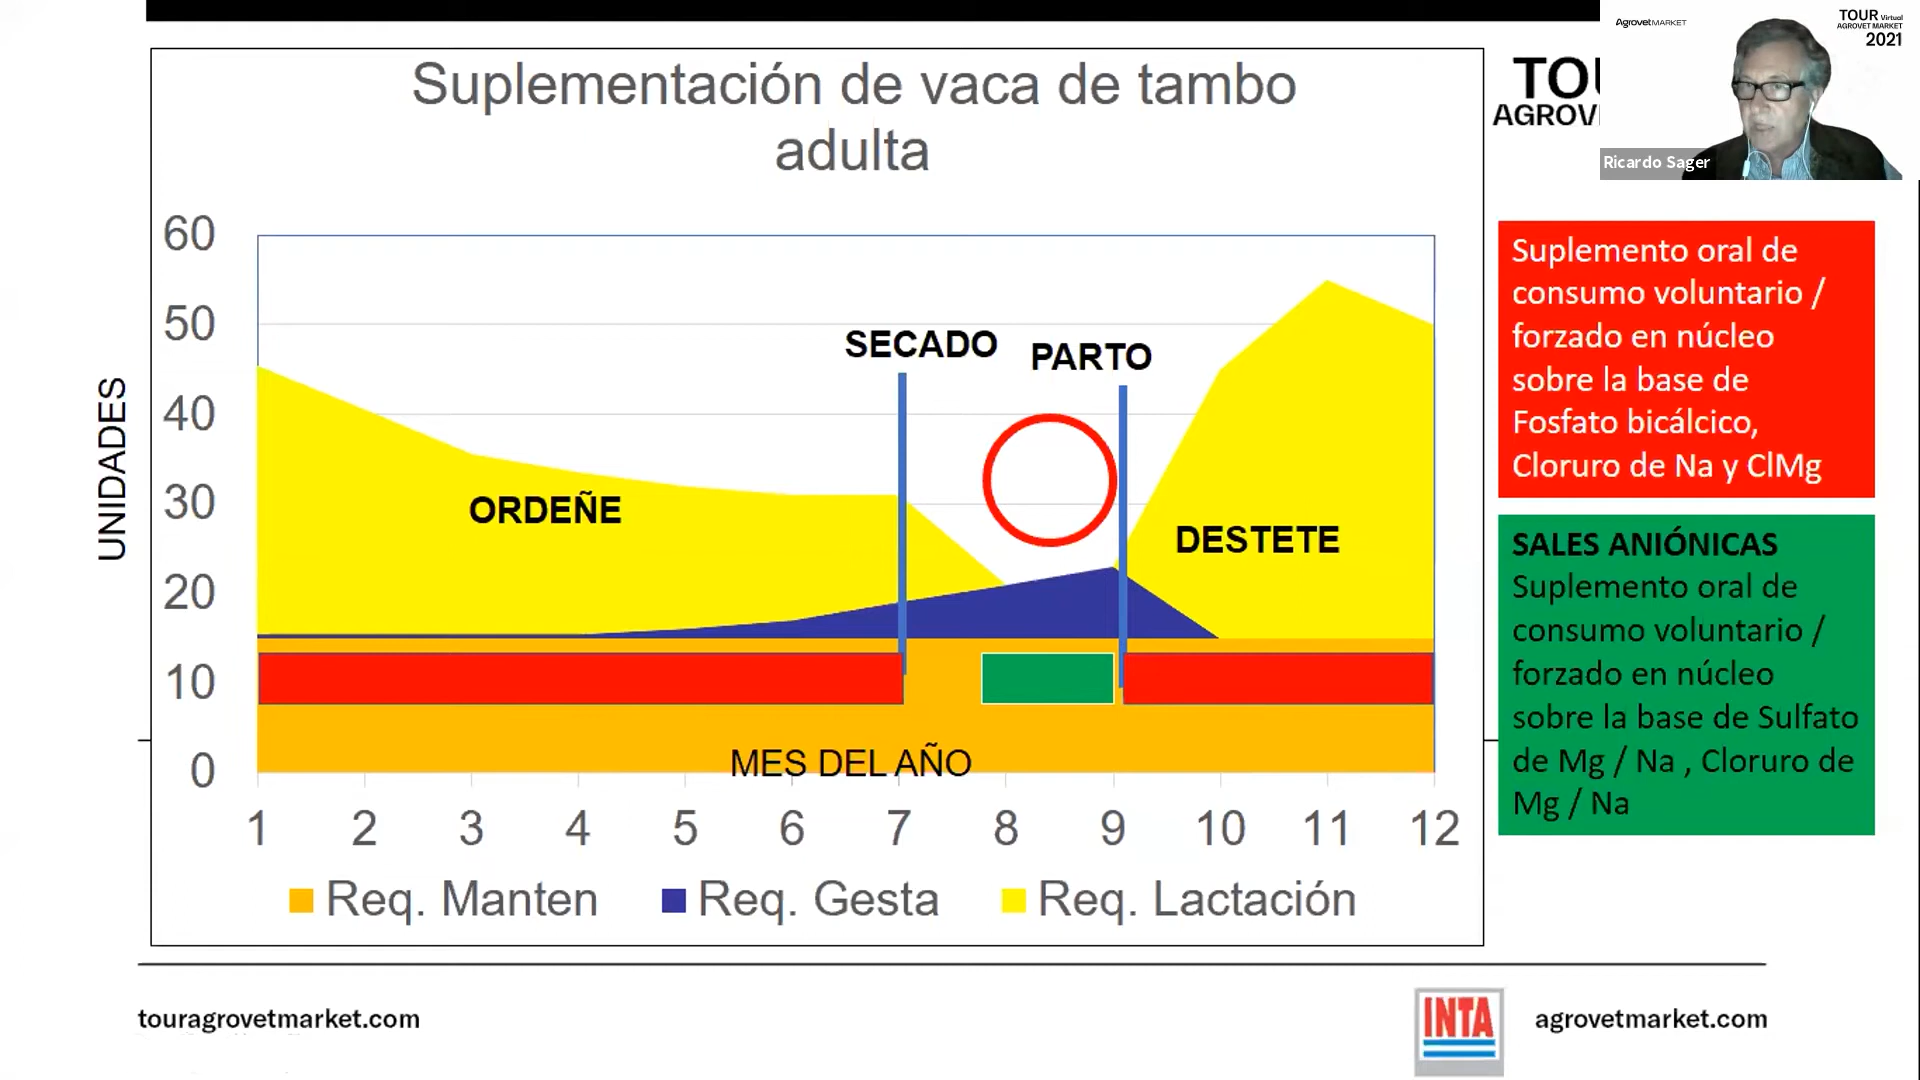 Suplementación de vaca de tambo
adulta
UNIDADES
60
50
40
30
20
10
0
SECADO
PARTO
ORDEÑE
DESTETE
MES DEL AÑO
1 2 3 4 5 6 7 8 9 10 11 12
Req. Manten Req. Gesta Req. Lactación
TOU
AGROV
AgrovetMARKET
TOUR Virtual
AGROVET MARKET
2021
Ricardo Sager
Suplemento oral de
consumo voluntario /
forzado en núcleo
sobre la base de
Fosfato bicálcico,
Cloruro de Na y ClMg
SALES ANIÓNICAS
Suplemento oral de
consumo voluntario /
forzado en núcleo
sobre la base de Sulfato
de Mg / Na , Cloruro de
Mg / Na
touragrovetmarket.com
INTA
agrovetmarket.com